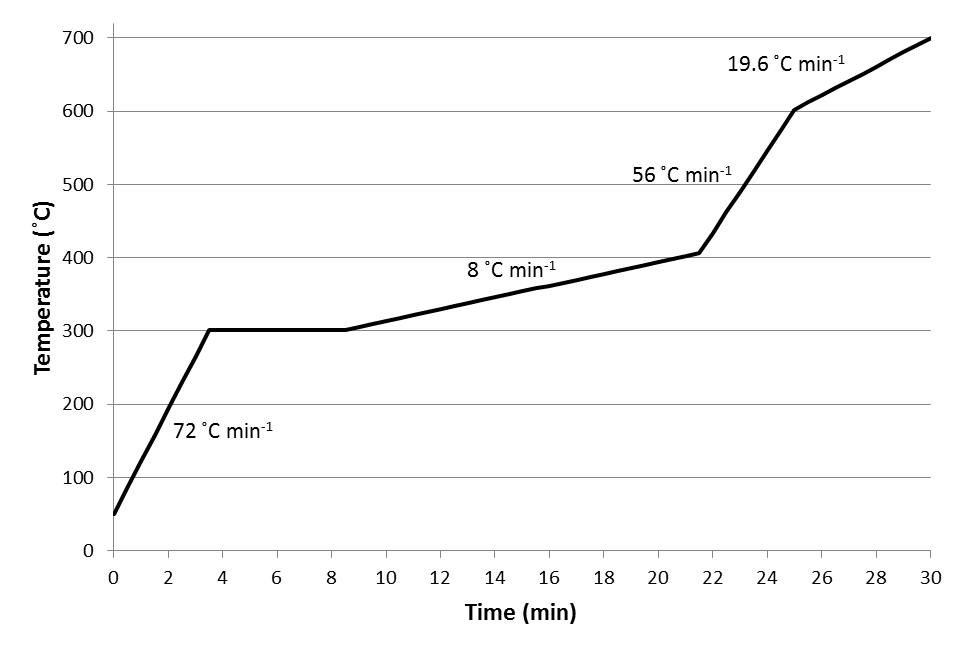 700
600
500
400
300
200
100
0
Temperature (˚C)
19.6 ˚C min⁻¹
56 ˚C min⁻¹
8 ˚C min⁻¹
72 ˚C min⁻¹
0 2 4 6 8 10 12 14 16 18 20 22 24 26 28 30
Time (min)